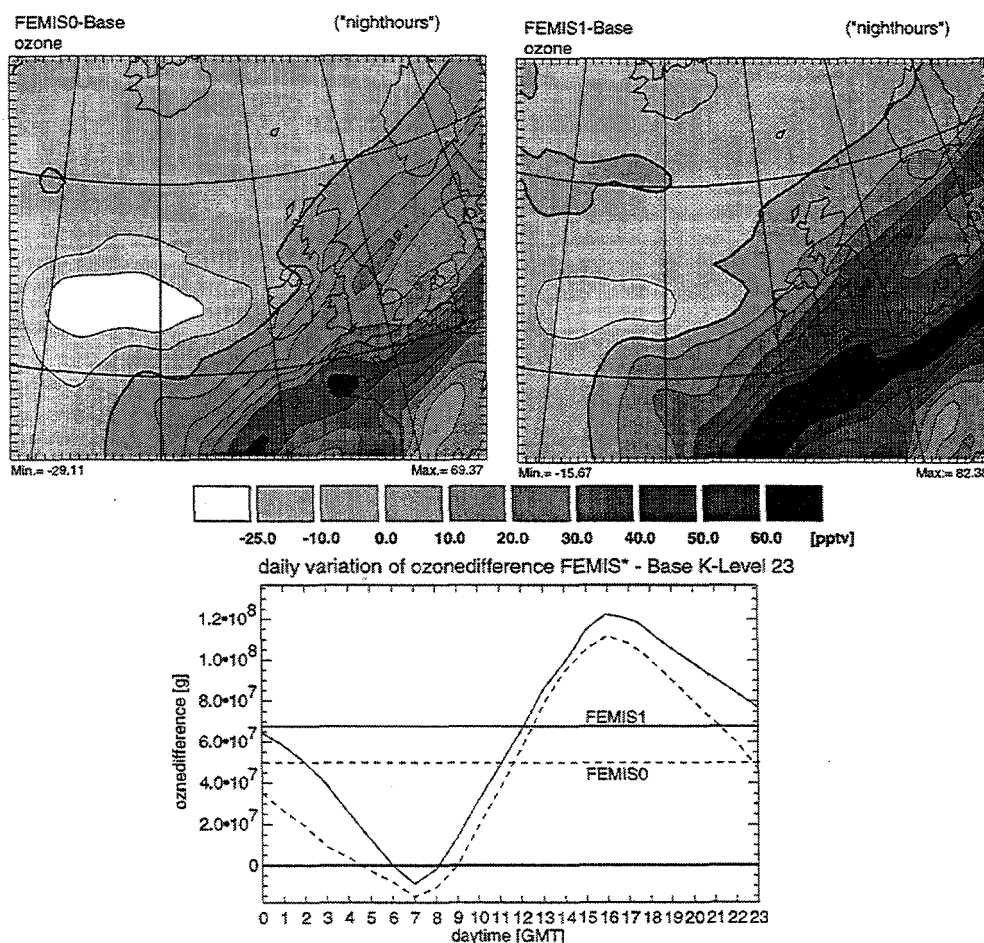 FEMIS0-Base ("nighthours")
ozone
FEMIS1-Base ("nighthours")
ozone
Min.= -29.11 Max.= 69.37
Min.= -15.67 Max.= 82.38
-25.0 -10.0 0.0 10.0 20.0 30.0 40.0 50.0 60.0 [pptv]
daily variation of ozonedifference FEMIS* - Base K-Level 23
1.2•10⁸
1.0•10⁸
8.0•10⁷
6.0•10⁷
4.0•10⁷
2.0•10⁷
0
oznedifference [g]
FEMIS1
FEMIS0
0 1 2 3 4 5 6 7 8 9 10 11 12 13 14 15 16 17 18 19 20 21 22 23
daytime [GMT]